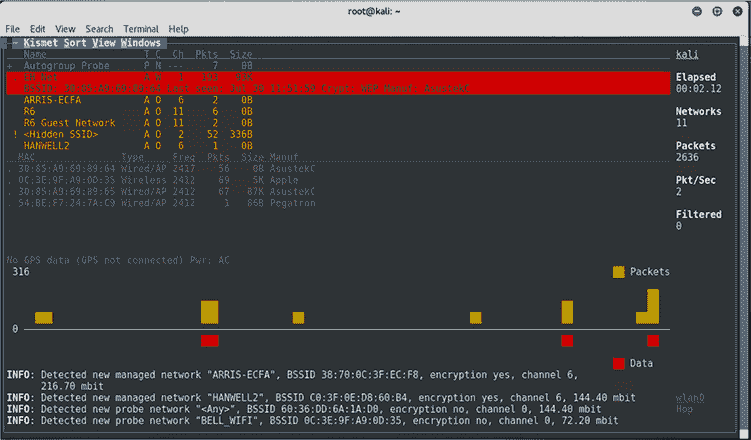 root@kali: ~
File Edit View Search Terminal Help
~ Kismet Sort View Windows
Name T C Ch Pkts Size
+ Autogroup Probe P N --- 7 0B
ARRIS-ECFA A O 6 2 0B
R6 A O 11 6 0B
R6 Guest Network A O 11 2 0B
! <Hidden SSID> A O 2 52 336B
HANWELL2 A O 6 1 0B
MAC Type Freq Pkts Size Manuf
. 30:85:A9:69:89:64 Wired/AP 2417 56 0B AsustekC
. 0C:3E:9F:A9:0D:35 Wireless 2412 69 5K Apple
. 30:85:A9:69:89:65 Wired/AP 2412 67 87K AsustekC
. 54:BE:F7:24:7A:C9 Wired/AP 2412 1 86B Pegatron
kali
Elapsed
00:02.12
Networks
11
Packets
2636
Pkt/Sec
2
Filtered
0
No GPS data (GPS not connected) Pwr: AC
316
Packets
0
Data
INFO: Detected new managed network "ARRIS-ECFA", BSSID 38:70:0C:3F:EC:F8, encryption yes, channel 6,
216.70 mbit
INFO: Detected new managed network "HANWELL2", BSSID C0:3F:0E:D8:60:B4, encryption yes, channel 6, 144.40 mbit
INFO: Detected new probe network "<Any>", BSSID 60:36:DD:6A:1A:D0, encryption no, channel 0, 144.40 mbit
INFO: Detected new probe network "BELL_WIFI", BSSID 0C:3E:9F:A9:0D:35, encryption no, channel 0, 72.20 mbit
wlan0
Hop